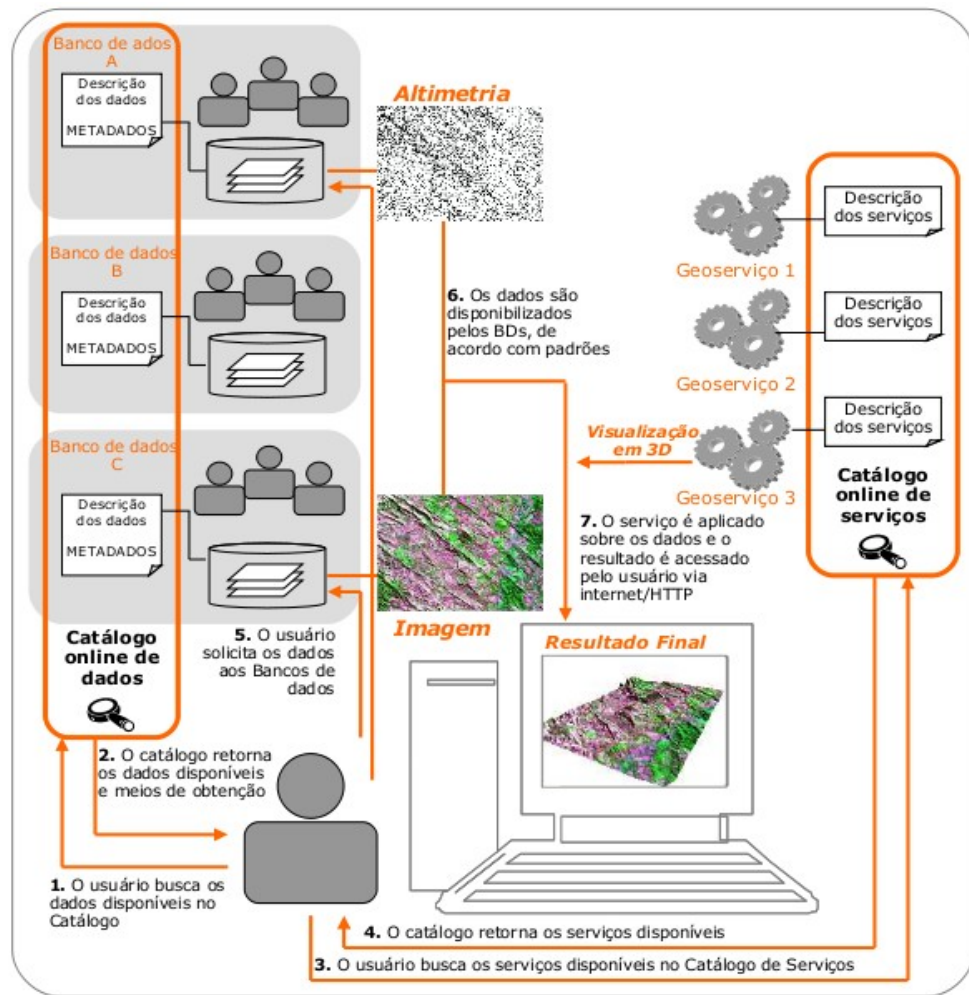 Banco de ados
A
Descrição
dos dados
METADADOS
Banco de dados
B
Descrição
dos dados
METADADOS
Banco de dados
C
Descrição
dos dados
METADADOS
Catálogo
online de
dados
Altimetria
6. Os dados são
disponibilizados
pelos BDs, de
acordo com padrões
Imagem
5. O usuário
solicita os dados
aos Bancos de
dados
Geoserviço 1
Descrição
dos serviços
Geoserviço 2
Descrição
dos serviços
Visualização
em 3D
Geoserviço 3
Descrição
dos serviços
Catálogo
online de
serviços
7. O serviço é aplicado
sobre os dados e o
resultado é acessado
pelo usuário via
internet/HTTP
Resultado Final
2. O catálogo retorna
os dados disponíveis
e meios de obtenção
1. O usuário busca os
dados disponíveis no
Catálogo
4. O catálogo retorna os serviços disponíveis
3. O usuário busca os serviços disponíveis no Catálogo de Serviços